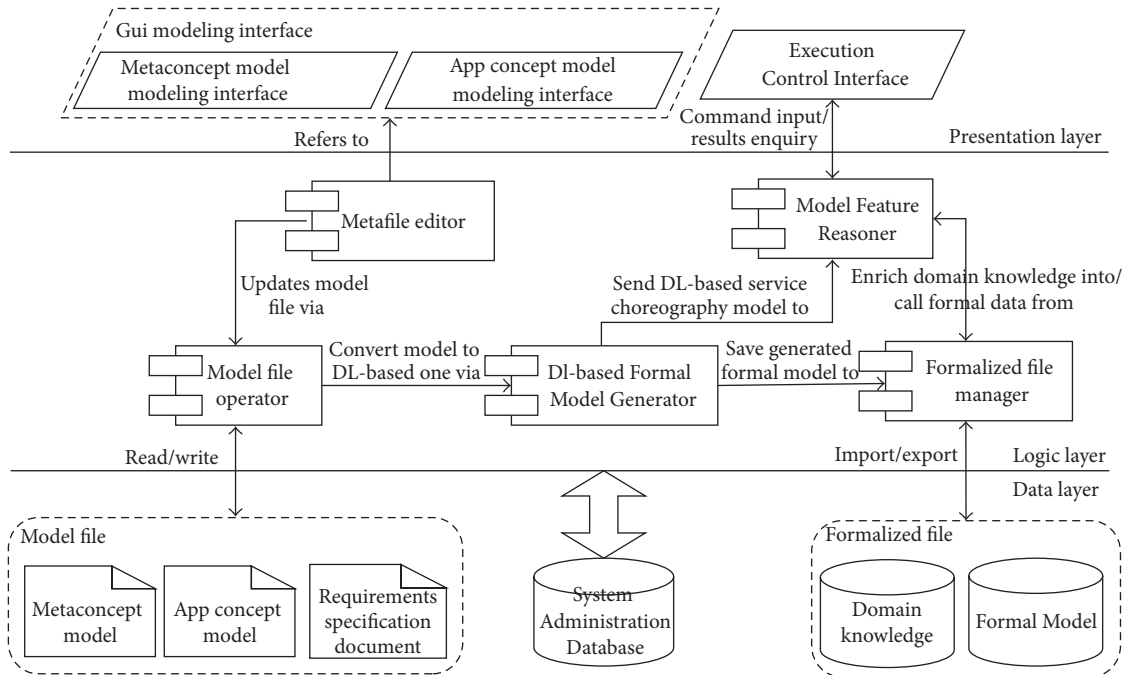 Gui modeling interface
Metaconcept model
modeling interface
App concept model
modeling interface
Execution
Control Interface
Refers to
Command input/
results enquiry
Presentation layer
Metafile editor
Model Feature
Reasoner
Updates model
file via
Send DL-based service
choreography model to
Enrich domain knowledge into/
call formal data from
Model file
operator
Convert model to
DL-based one via
Dl-based Formal
Model Generator
Save generated
formal model to
Formalized file
manager
Read/write
Import/export
Logic layer
Data layer
Model file
Metaconcept
model
App concept
model
Requirements
specification
document
System
Administration
Database
Formalized file
Domain
knowledge
Formal Model